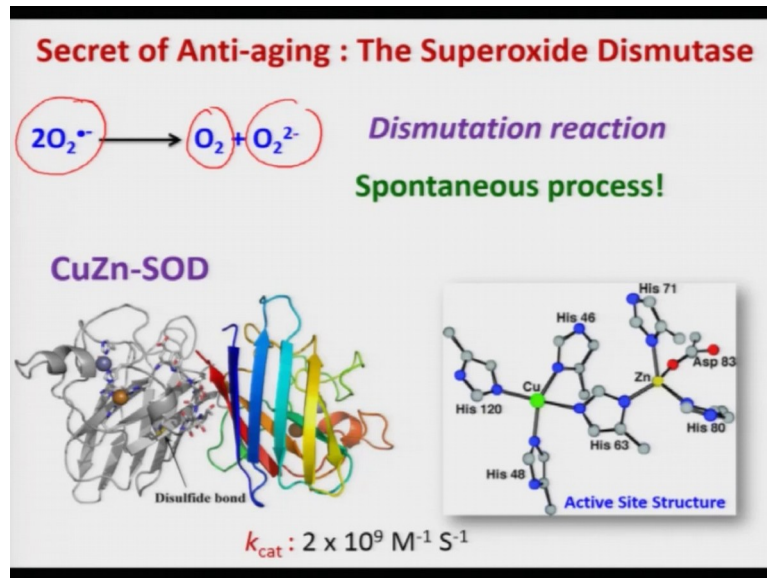 Secret of Anti-aging : The Superoxide Dismutase
2O₂•⁻ → O₂ + O₂²⁻
Dismutation reaction
Spontaneous process!
CuZn-SOD
Disulfide bond
His 71
His 46
Asp 83
Cu
Zn
His 120
His 80
His 63
His 48
Active Site Structure
kcat : 2 x 10⁹ M⁻¹ S⁻¹